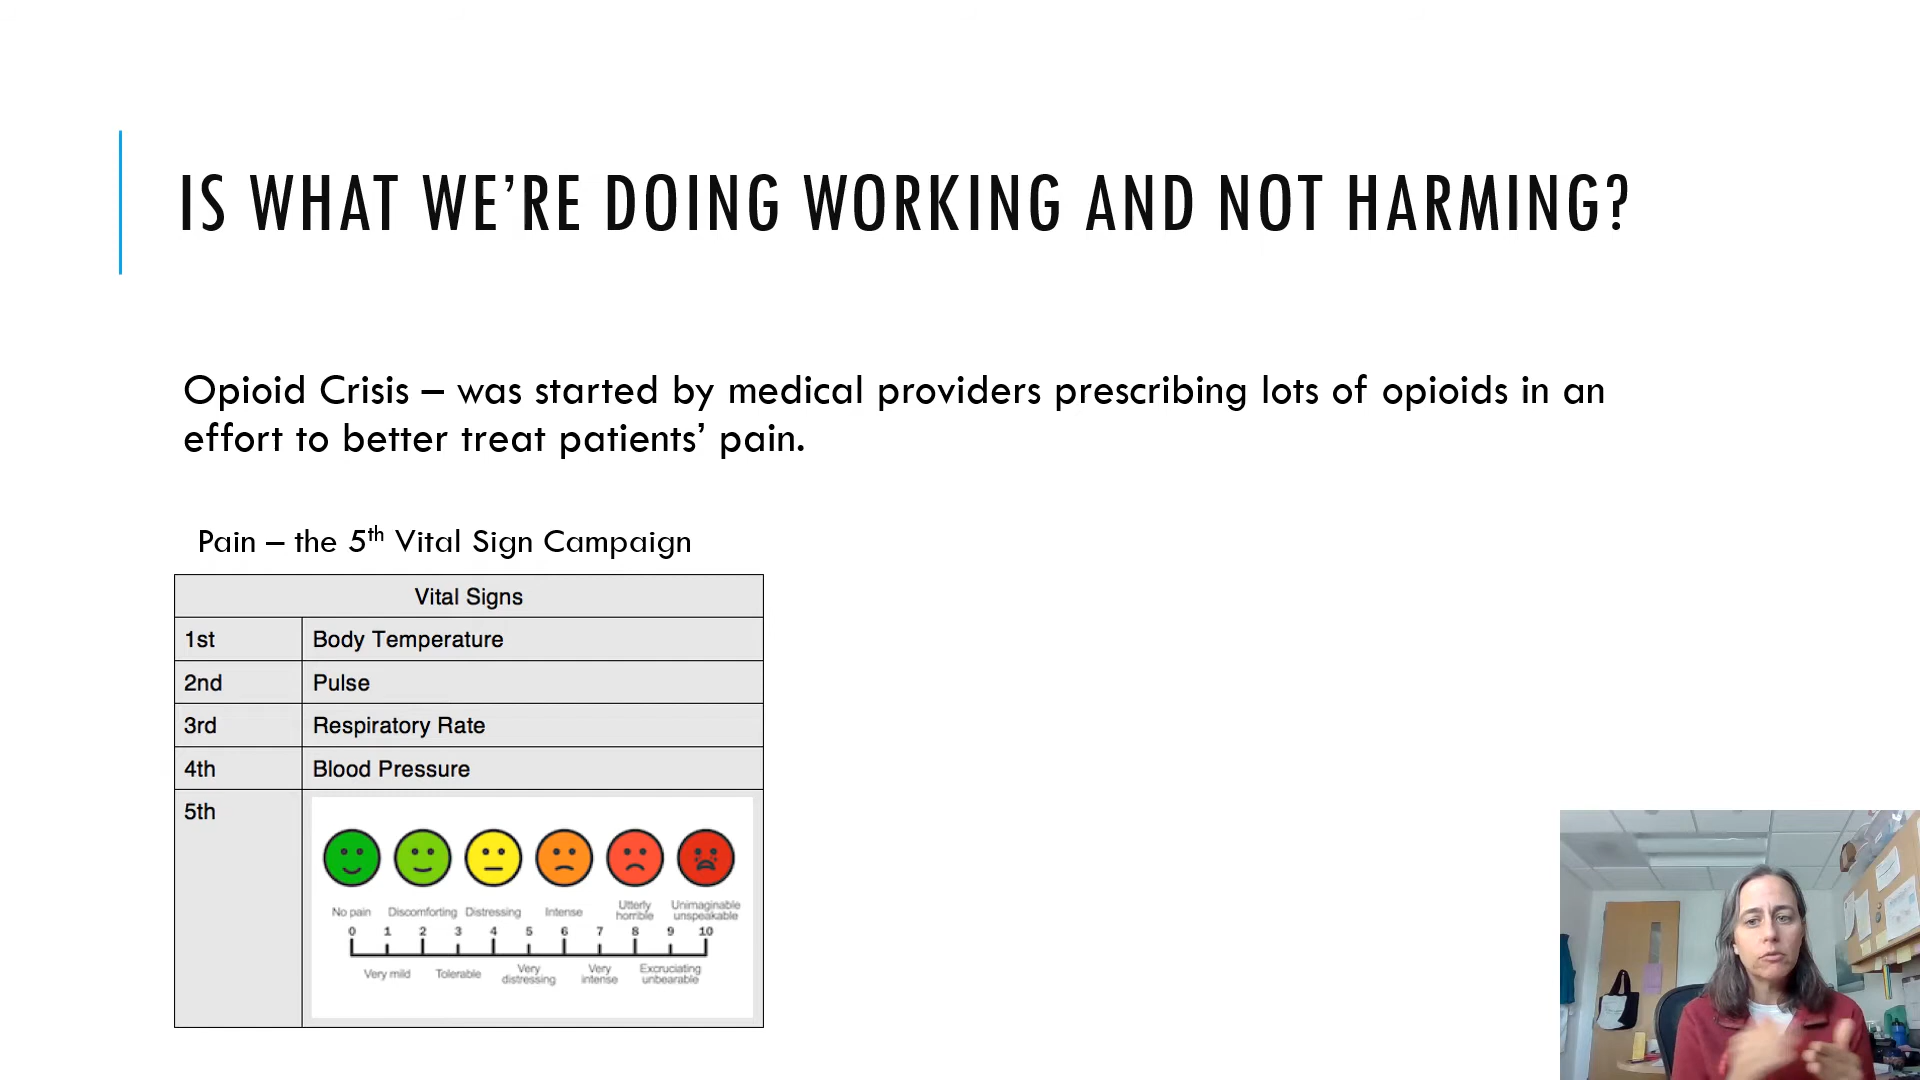 IS WHAT WE’RE DOING WORKING AND NOT HARMING?
Opioid Crisis – was started by medical providers prescribing lots of opioids in an
effort to better treat patients’ pain.
Pain – the 5th Vital Sign Campaign
Vital Signs
1st Body Temperature
2nd Pulse
3rd Respiratory Rate
4th Blood Pressure
5th
No pain Discomforting Distressing Intense Utterly horrible Unimaginable unspeakable
0 1 2 3 4 5 6 7 8 9 10
Very mild Tolerable Very distressing Very intense Excruciating unbearable